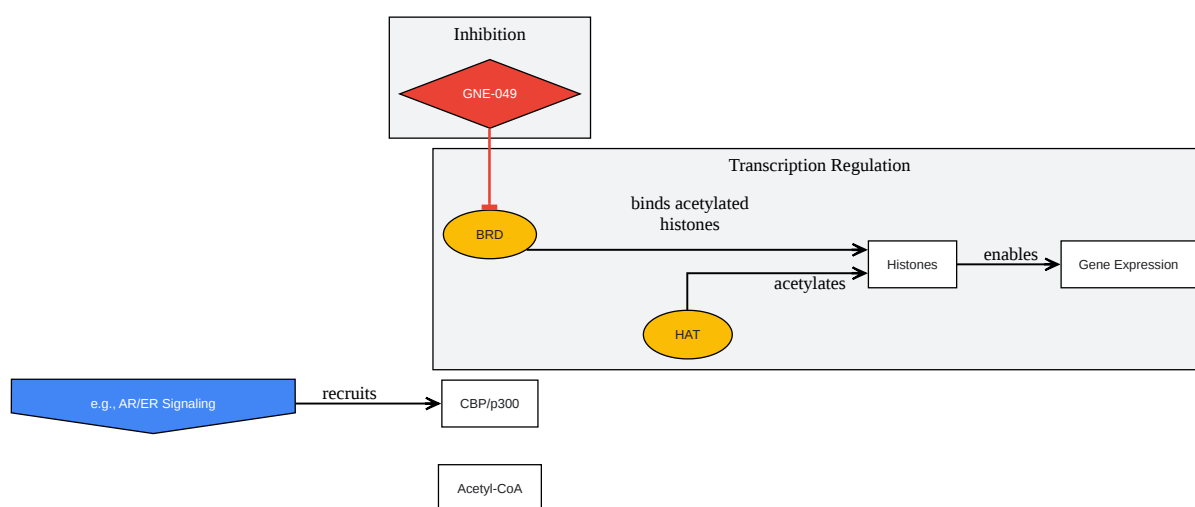 Inhibition
GNE-049
Transcription Regulation
binds acetylated
histones
BRD
Histones
enables
Gene Expression
acetylates
HAT
e.g., AR/ER Signaling
recruits
CBP/p300
Acetyl-CoA